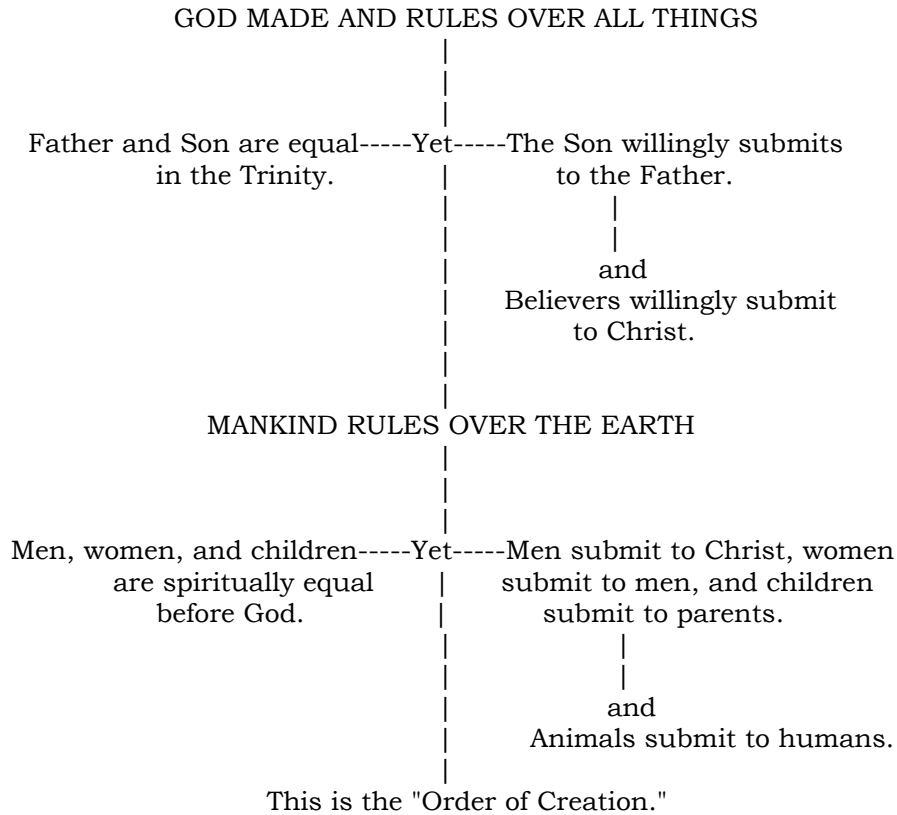 GOD MADE AND RULES OVER ALL THINGS
|
|
|
Father and Son are equal-----Yet-----The Son willingly submits
in the Trinity. | to the Father.
| |
| |
| and
| Believers willingly submit
| to Christ.
|
|
|
MANKIND RULES OVER THE EARTH
|
|
|
Men, women, and children-----Yet-----Men submit to Christ, women
are spiritually equal | submit to men, and children
before God. | submit to parents.
| |
| |
| and
| Animals submit to humans.
|
This is the "Order of Creation."